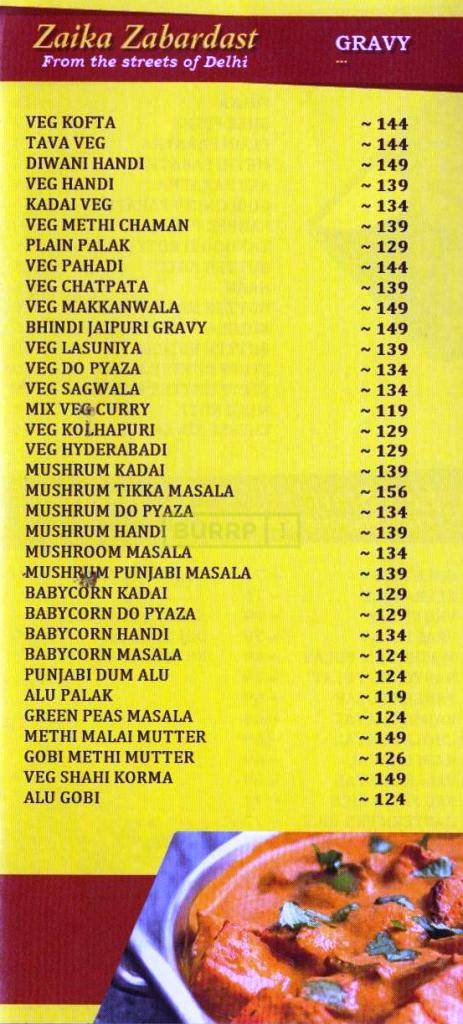 Zaika Zabardast
From the streets of Delhi
GRAVY
---
VEG KOFTA ~ 144
TAVA VEG ~ 144
DIWANI HANDI ~ 149
VEG HANDI ~ 139
KADAI VEG ~ 134
VEG METHI CHAMAN ~ 139
PLAIN PALAK ~ 129
VEG PAHADI ~ 144
VEG CHATPATA ~ 139
VEG MAKKANWALA ~ 149
BHINDI JAIPURI GRAVY ~ 149
VEG LASUNIYA ~ 139
VEG DO PYAZA ~ 134
VEG SAGWALA ~ 134
MIX VEG CURRY ~ 119
VEG KOLHAPURI ~ 129
VEG HYDERABADI ~ 129
MUSHRUM KADAI ~ 139
MUSHRUM TIKKA MASALA ~ 156
MUSHRUM DO PYAZA ~ 134
MUSHRUM HANDI ~ 139
BURRP!
MUSHROOM MASALA ~ 134
MUSHRUM PUNJABI MASALA ~ 139
BABYCORN KADAI ~ 129
BABYCORN DO PYAZA ~ 129
BABYCORN HANDI ~ 134
BABYCORN MASALA ~ 124
PUNJABI DUM ALU ~ 124
ALU PALAK ~ 119
GREEN PEAS MASALA ~ 124
METHI MALAI MUTTER ~ 149
GOBI METHI MUTTER ~ 126
VEG SHAHI KORMA ~ 149
ALU GOBI ~ 124